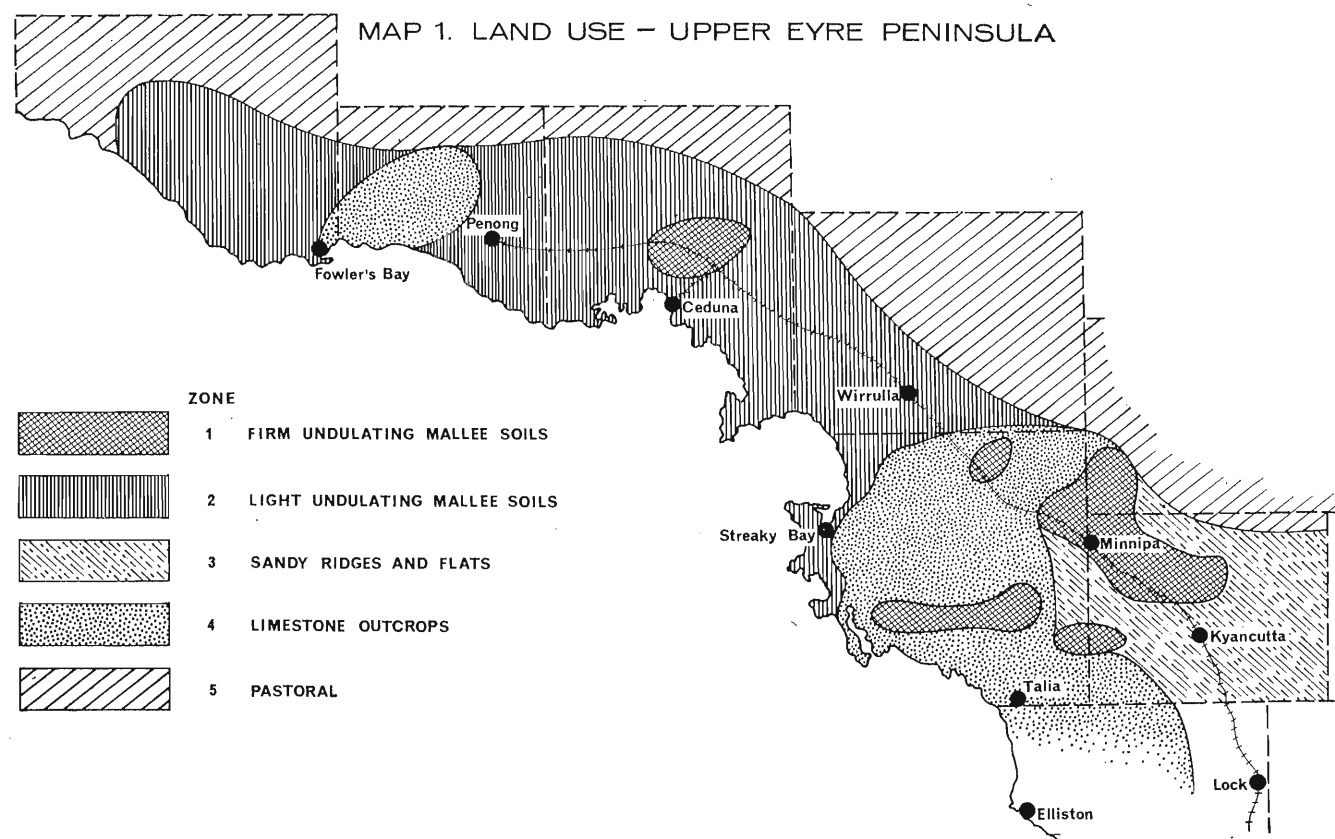 MAP 1. LAND USE – UPPER EYRE PENINSULA
Penong
Fowler's Bay
Ceduna
Wirrulla
ZONE
1 FIRM UNDULATING MALLEE SOILS
2 LIGHT UNDULATING MALLEE SOILS
Streaky Bay
Minnipa
3 SANDY RIDGES AND FLATS
4 LIMESTONE OUTCROPS
Kyancutta
5 PASTORAL
Talia
Lock
Elliston